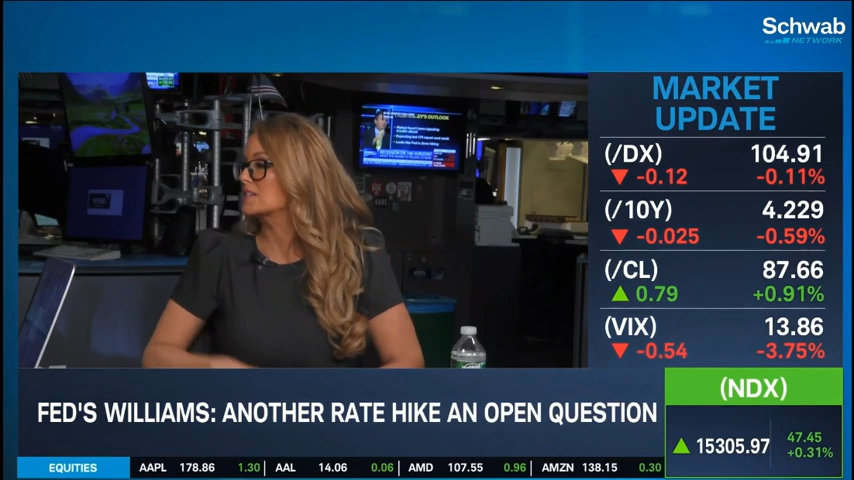 Schwab
NETWORK
MARKET
UPDATE
(/DX) 104.91
▼ -0.12 -0.11%
(/10Y) 4.229
▼ -0.025 -0.59%
(/CL) 87.66
▲ 0.79 +0.91%
(VIX) 13.86
▼ -0.54 -3.75%
FED'S WILLIAMS: ANOTHER RATE HIKE AN OPEN QUESTION
(NDX)
▲ 15305.97 47.45
+0.31%
EQUITIES AAPL 178.86 1.30 AAL 14.06 0.06 AMD 107.55 0.96 AMZN 138.15 0.30